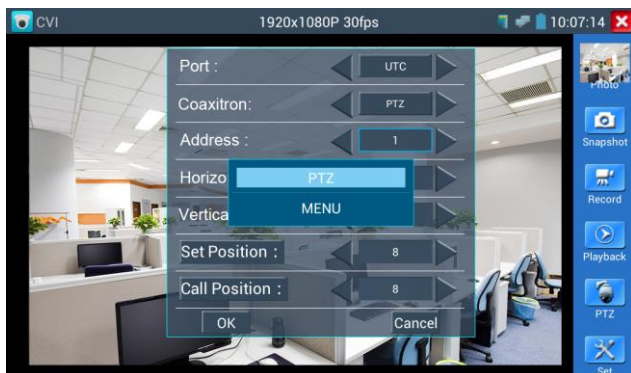 CVI 1920x1080P 30fps 10:07:14
Port : UTC
Coaxitron: PTZ
Address : 1
Horizo
PTZ
Vertica
MENU
Set Position : 8
Call Position : 8
OK Cancel
Photo
Snapshot
Record
Playback
PTZ
Set